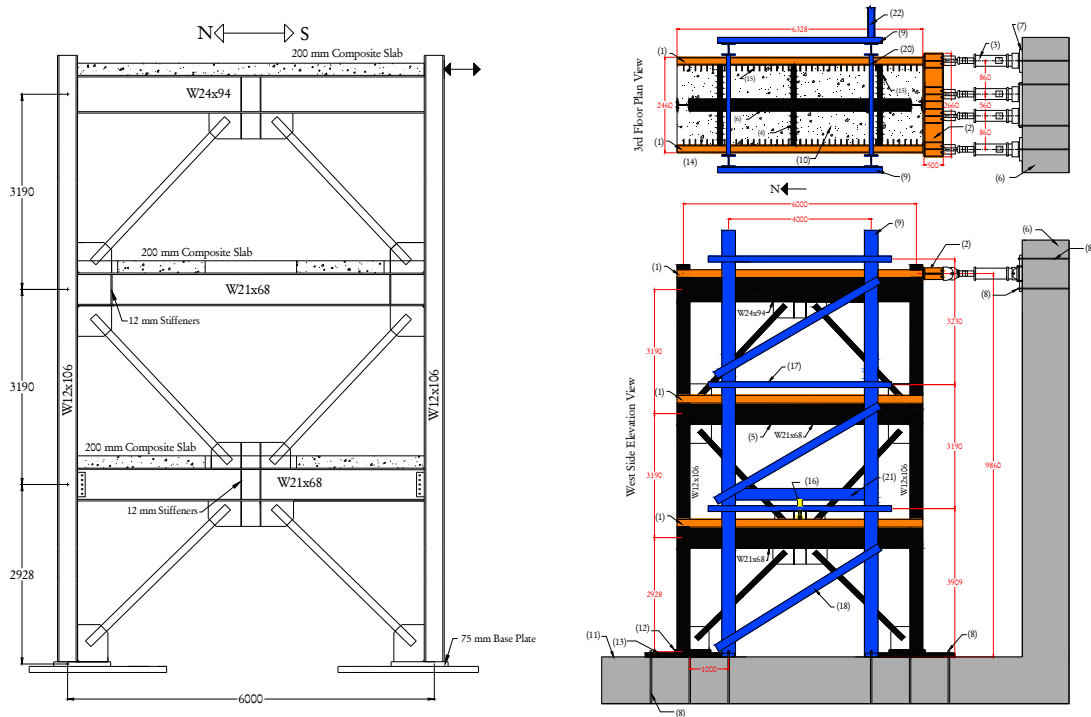 N S
200 mm Composite Slab
W24x94
3190
200 mm Composite Slab
W21x68
12 mm Stiffeners
3190
W12x106
W12x106
200 mm Composite Slab
W21x68
12 mm Stiffeners
2928
75 mm Base Plate
6000
3rd Floor Plan View
(22)
(9)
(7)
6328
(1)
(20)
(3)
(15)
(15)
860
2460
(6)
2660
560
(4)
(2)
860
(1)
(14)
(10)
500
(6)
(9)
N
West Side Elevation View
6000
4000
(9)
(6)
(8)
(1)
(2)
(8)
W24x94
3230
3190
(17)
(1)
(5)
W21x68
3190
W12x106
W12x106
3190
(16)
(21)
9860
(1)
W21x68
2928
3909
(18)
(12)
(11)
(13)
(8)
1000
(8)